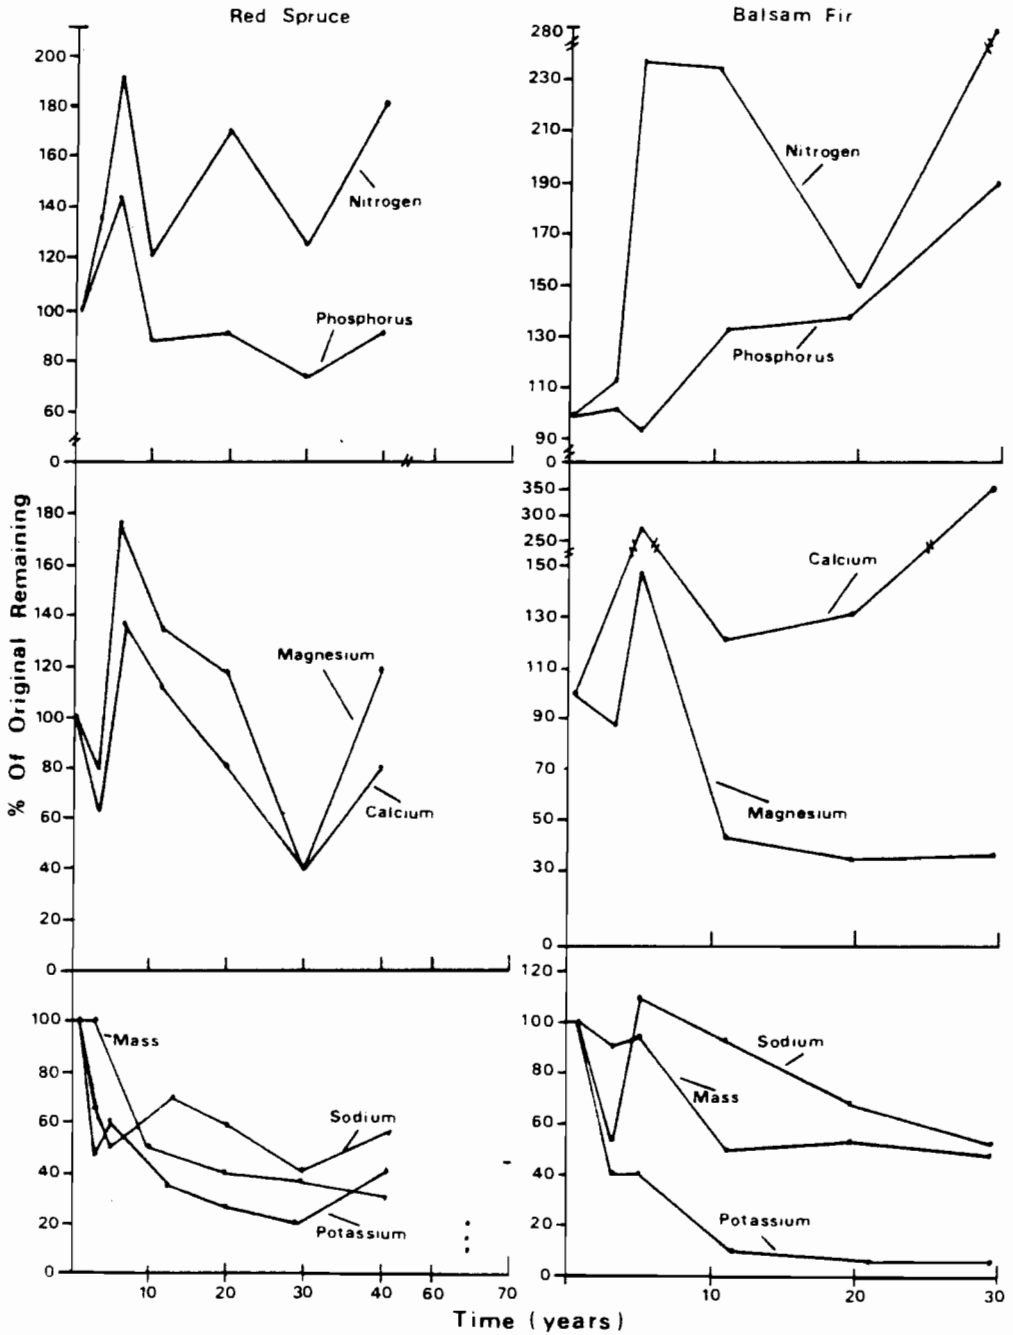 Red Spruce
Balsam Fir
% Of Original Remaining
200
180
160
140
120
100
80
60
0
Nitrogen
Phosphorus
280
230
210
190
170
150
130
110
90
0
Nitrogen
Phosphorus
180
160
140
120
100
80
60
40
20
0
Magnesium
Calcium
350
300
250
150
130
110
90
70
50
30
0
Calcium
Magnesium
100
80
60
40
20
0
Mass
Sodium
Potassium
10 20 30 40 60 70
120
100
80
60
40
20
0
Sodium
Mass
Potassium
10 20 30
Time (years)